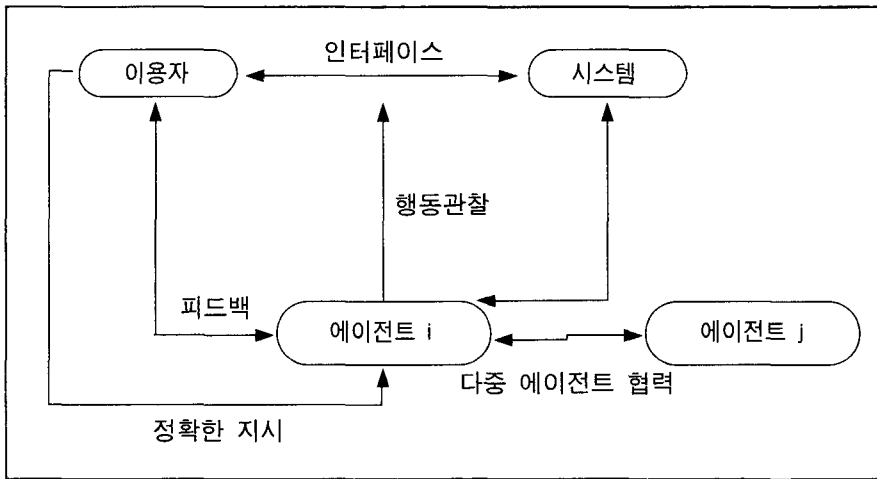 인터페이스
이용자
시스템
행동관찰
피드백
에이전트 i
에이전트 j
다중 에이전트 협력
정확한 지시